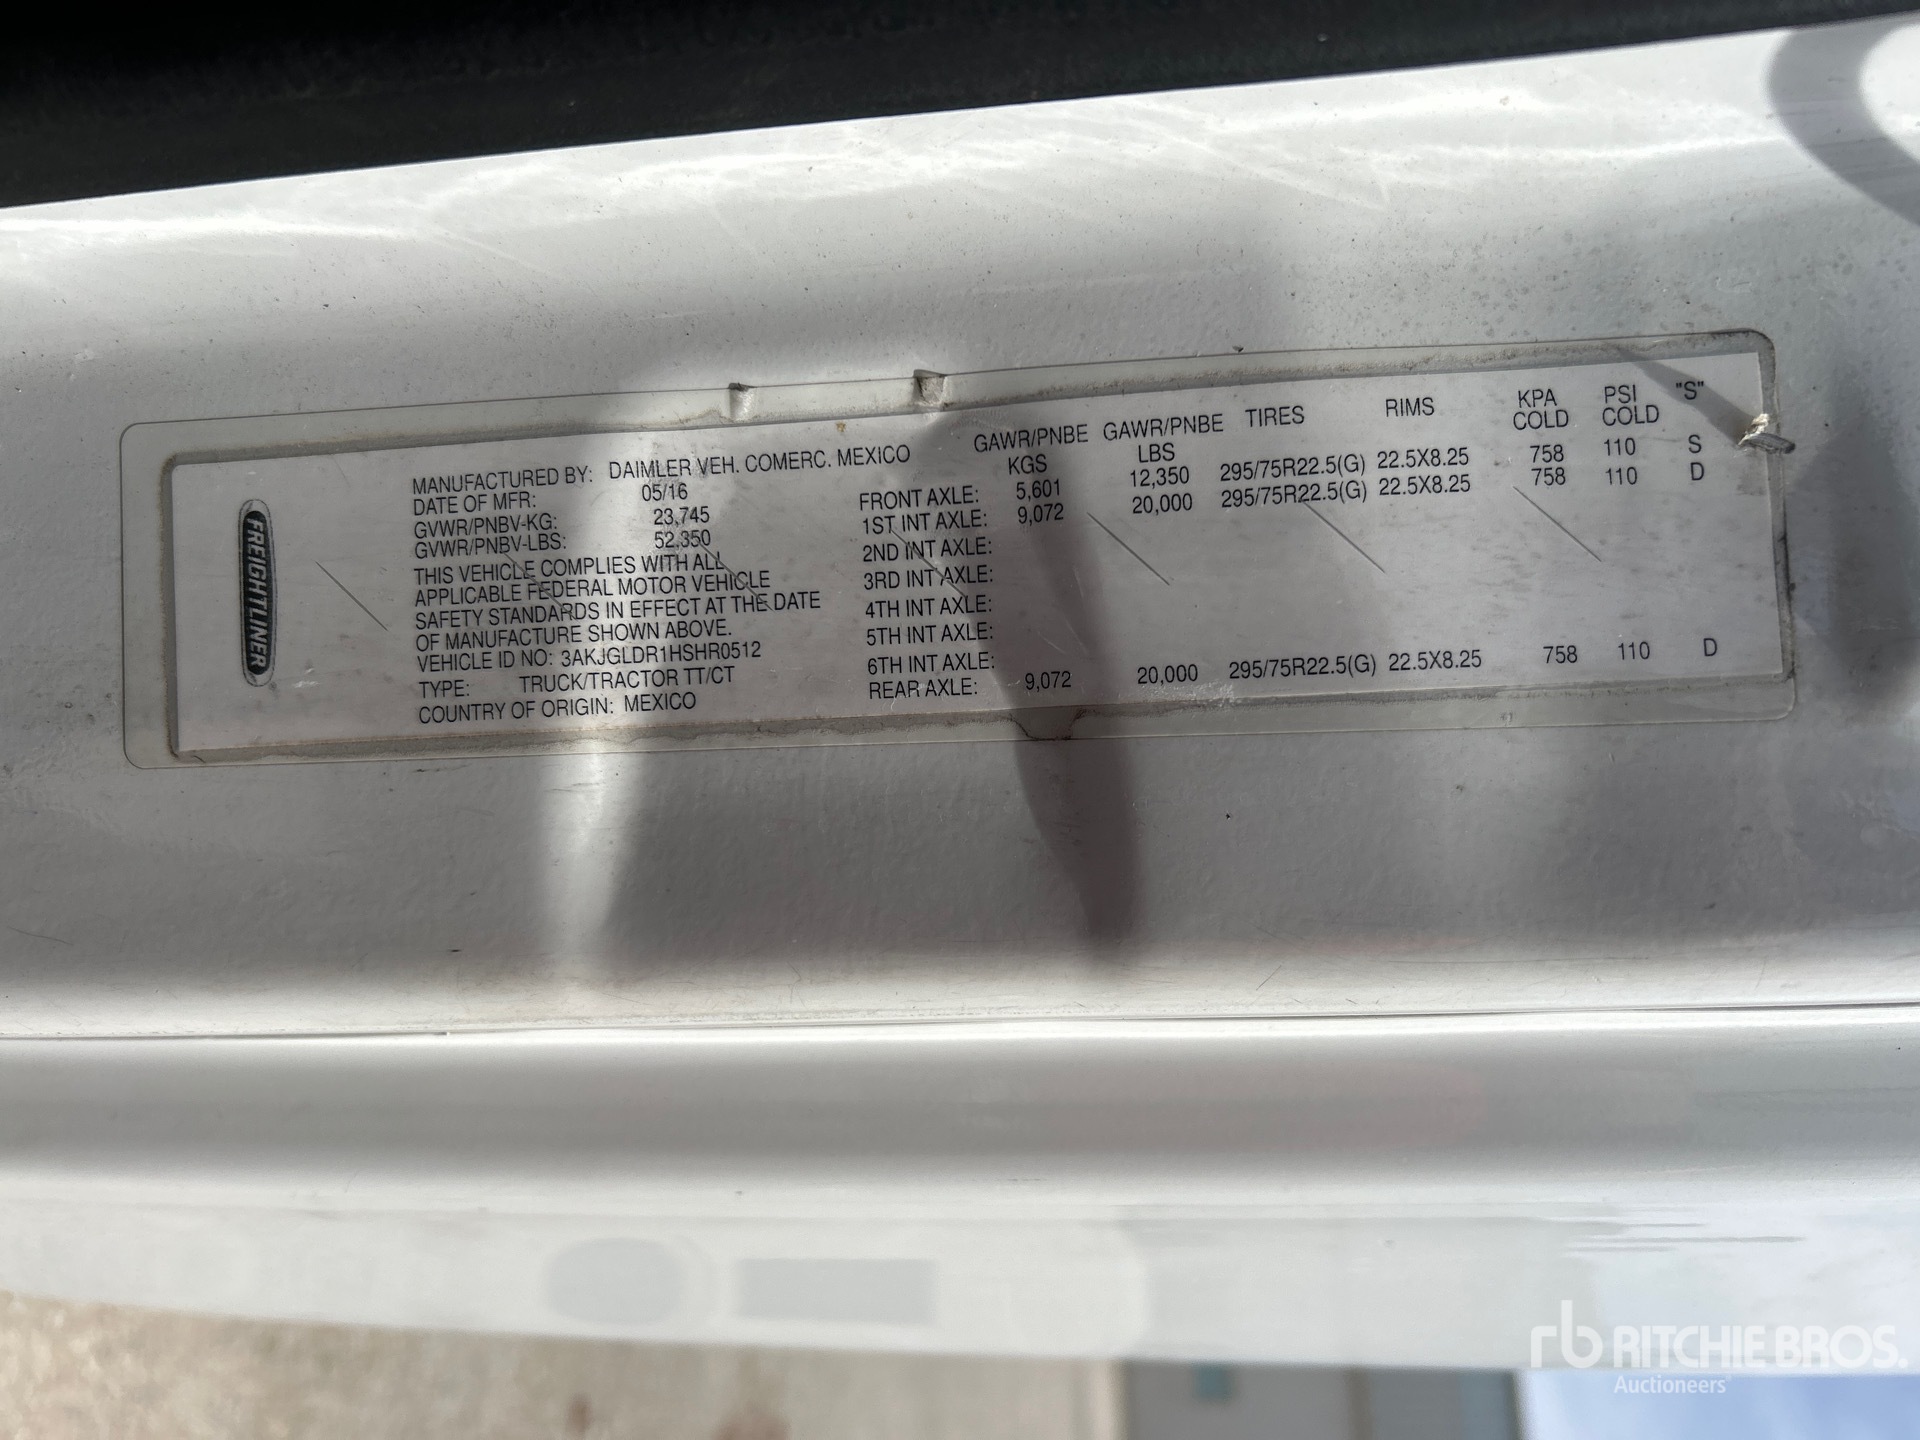 FREIGHTLINER
MANUFACTURED BY: DAIMLER VEH. COMERC. MEXICO
DATE OF MFR: 05/16
GVWR/PNBV-KG: 23,745
GVWR/PNBV-LBS: 52,350
THIS VEHICLE COMPLIES WITH ALL
APPLICABLE FEDERAL MOTOR VEHICLE
SAFETY STANDARDS IN EFFECT AT THE DATE
OF MANUFACTURE SHOWN ABOVE.
VEHICLE ID NO: 3AKJGLDR1HSHR0512
TYPE: TRUCK/TRACTOR TT/CT
COUNTRY OF ORIGIN: MEXICO
GAWR/PNBE KGS GAWR/PNBE LBS TIRES RIMS KPA COLD PSI COLD "S"
FRONT AXLE: 5,601 12,350 295/75R22.5(G) 22.5X8.25 758 110 S
1ST INT AXLE: 9,072 20,000 295/75R22.5(G) 22.5X8.25 758 110 D
2ND INT AXLE:
3RD INT AXLE:
4TH INT AXLE:
5TH INT AXLE:
6TH INT AXLE:
REAR AXLE: 9,072 20,000 295/75R22.5(G) 22.5X8.25 758 110 D
rb RITCHIE BROS.
Auctioneers